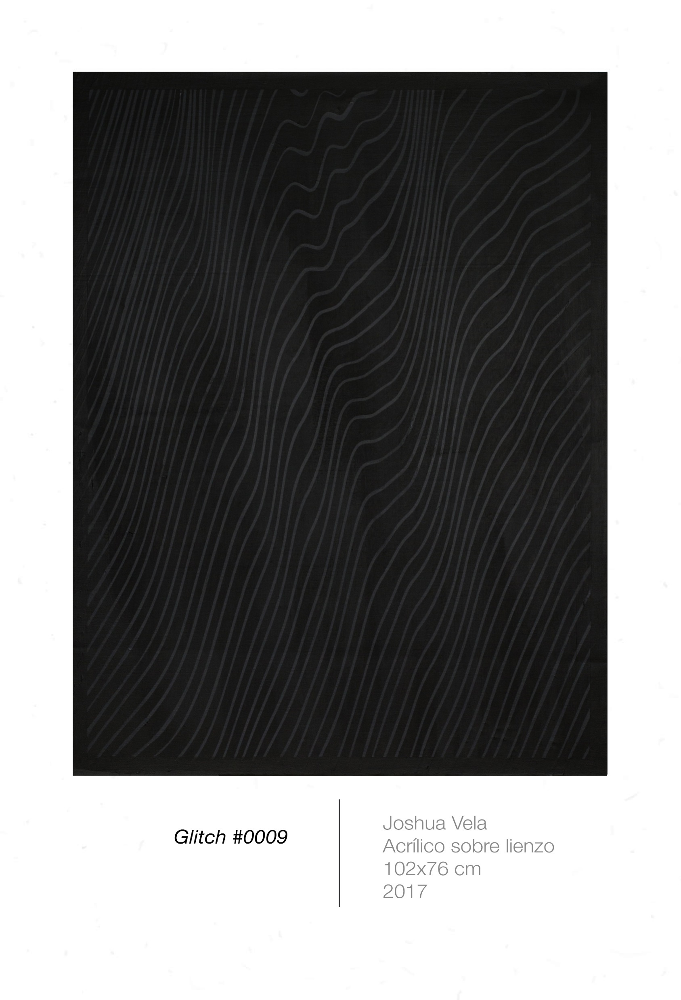 Glitch #0009
Joshua Vela
Acrílico sobre lienzo
102x76 cm
2017